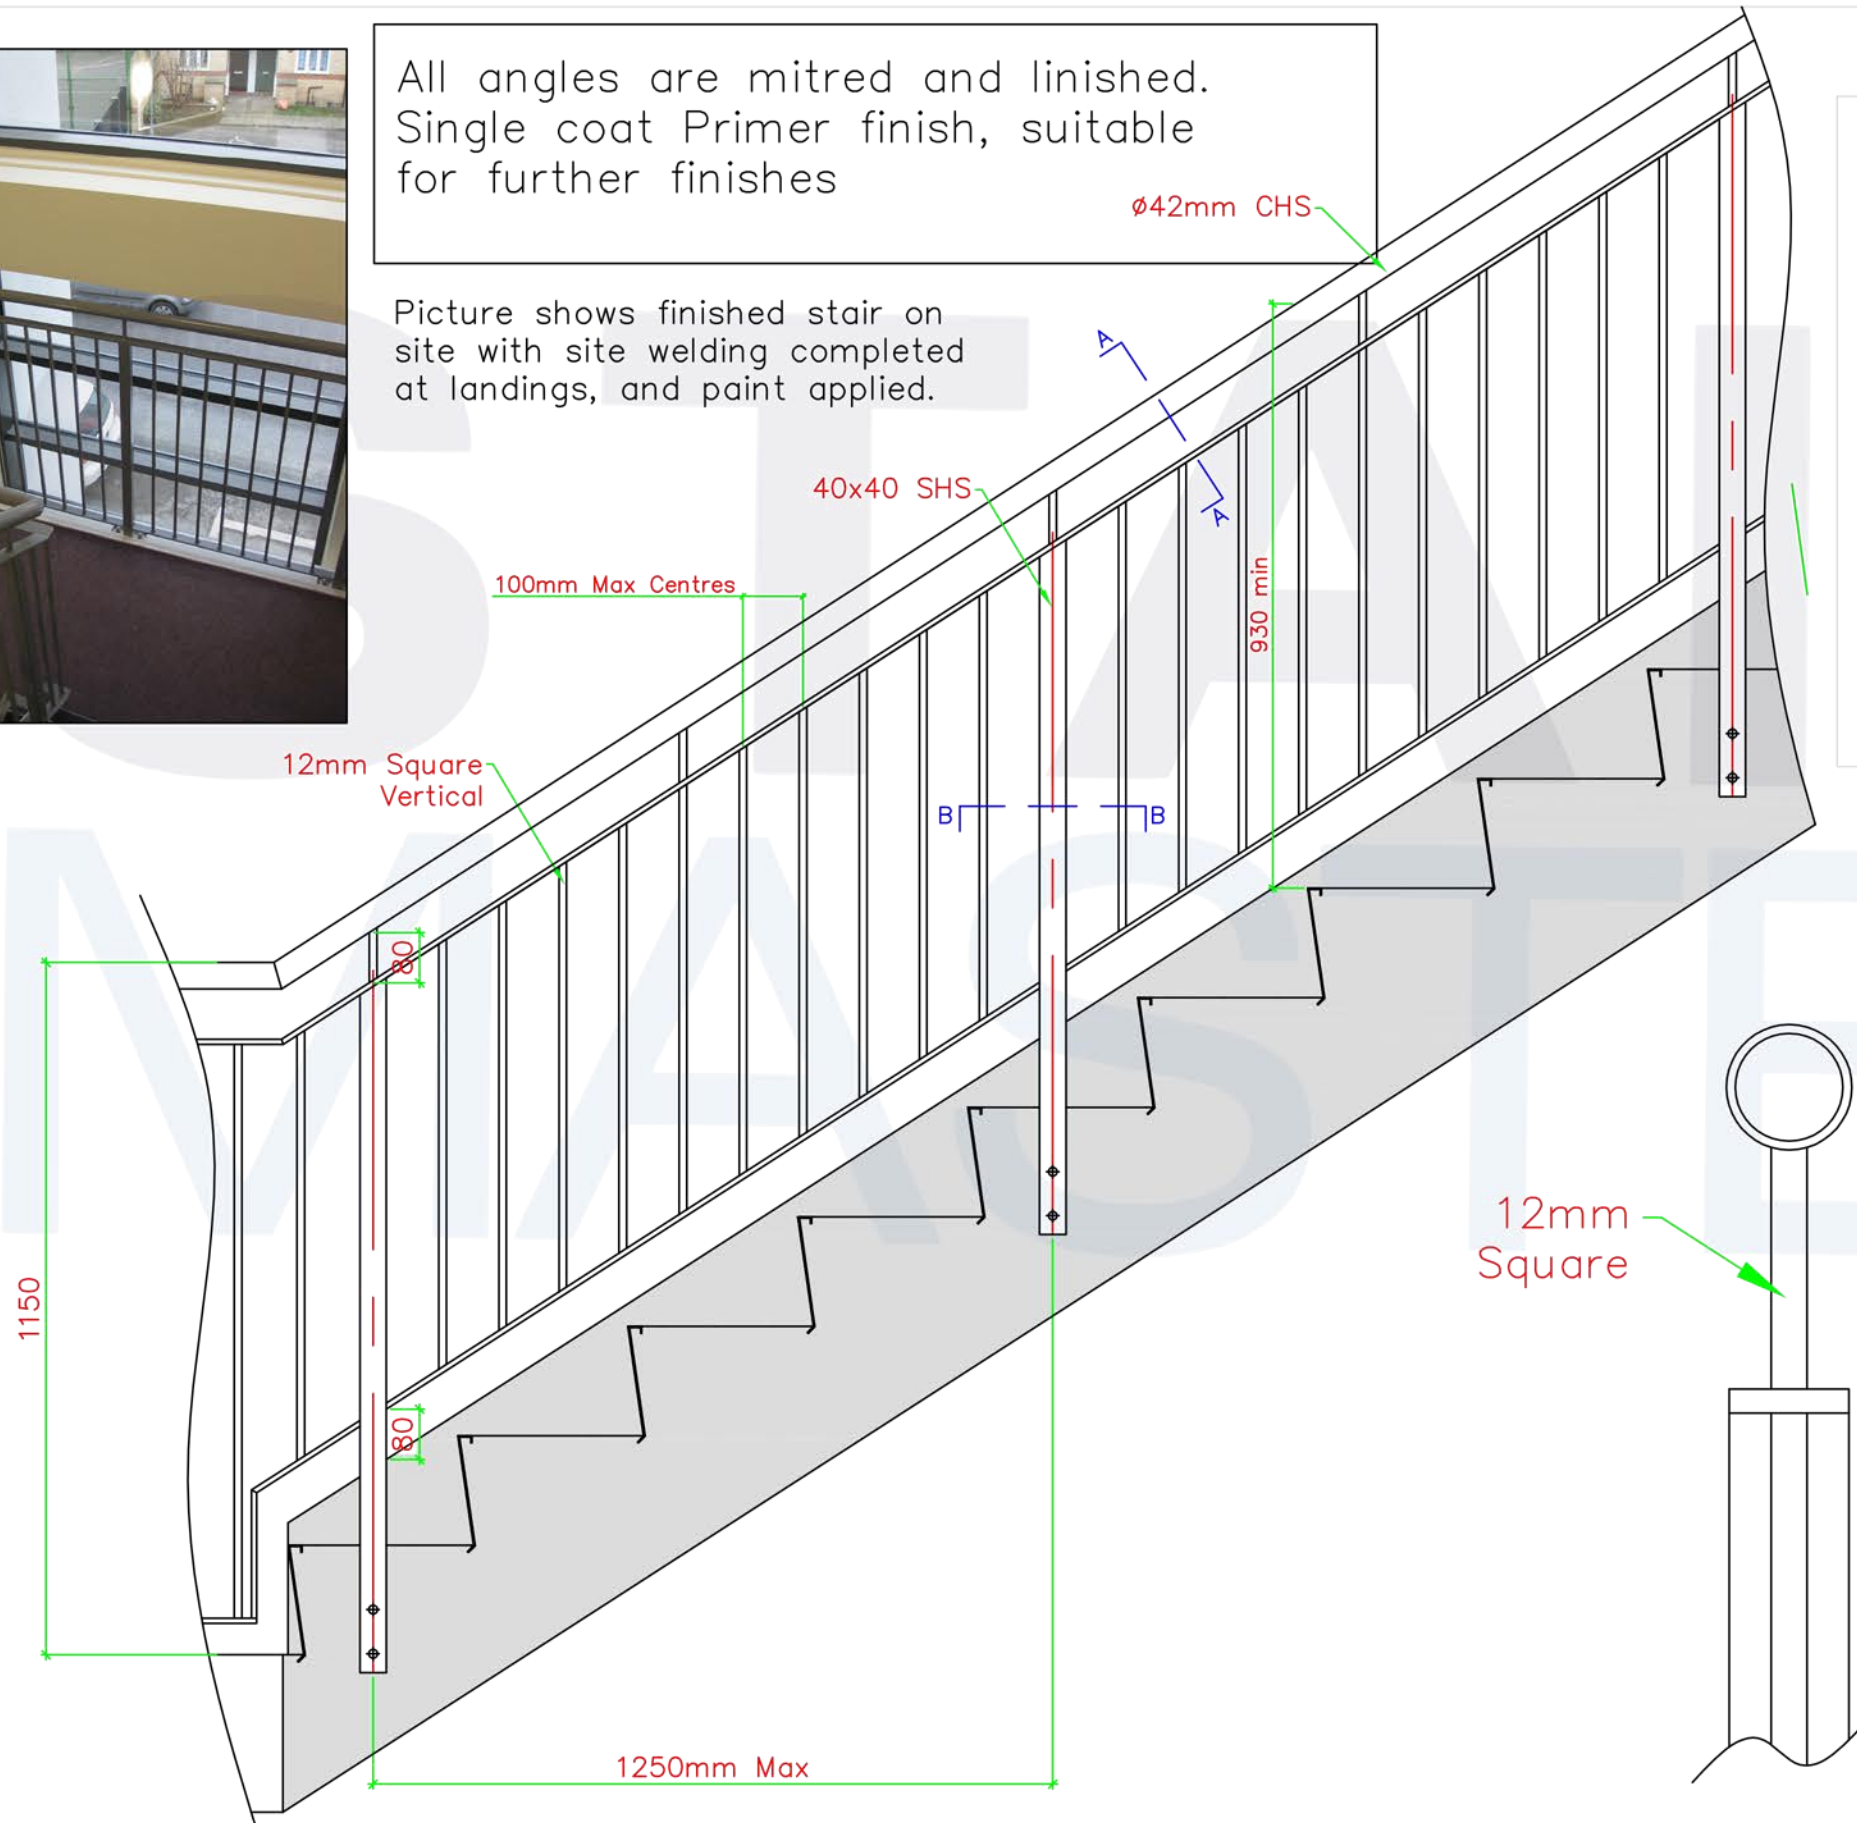 All angles are mitred and linished.
Single coat Primer finish, suitable
for further finishes
ø42mm CHS
Picture shows finished stair on
site with site welding completed
at landings, and paint applied.
A
40x40 SHS
A
100mm Max Centres
930 min
12mm Square
Vertical
B
B
80
12mm
Square
1150
80
1250mm Max
STAI
MASTE